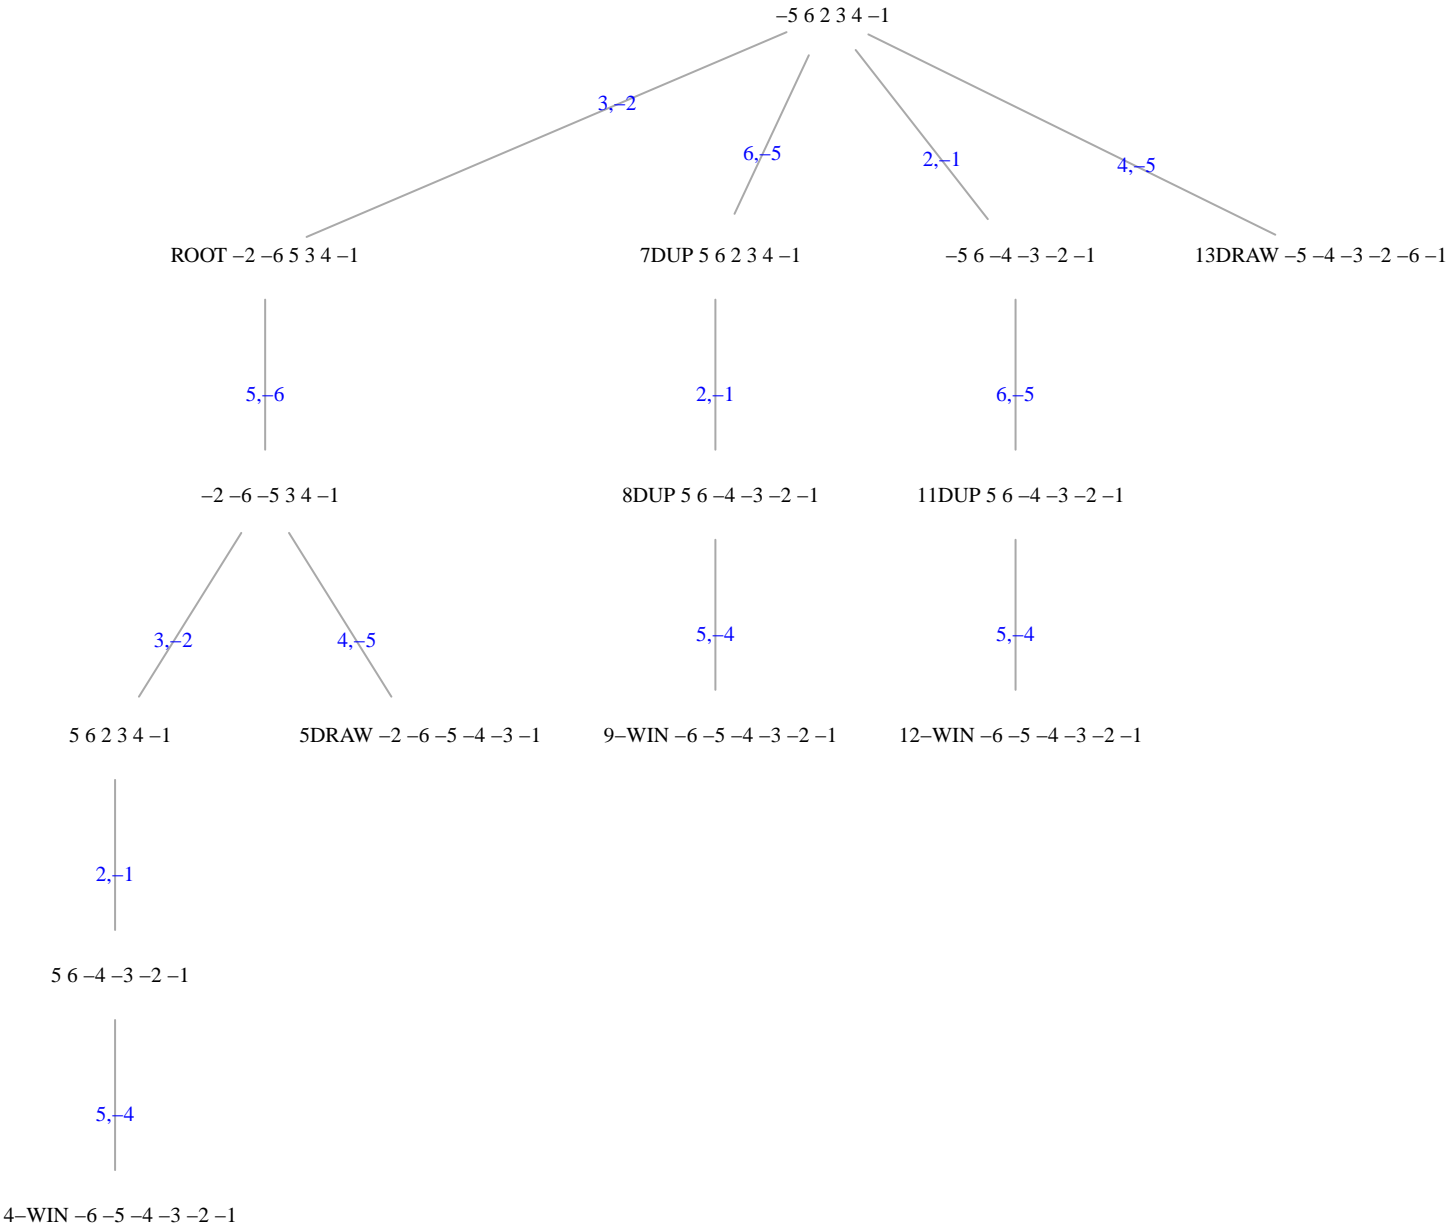 –5 6 2 3 4 –1
3,–2
6,–5
2,–1
4,–5
ROOT –2 –6 5 3 4 –1
7DUP 5 6 2 3 4 –1
–5 6 –4 –3 –2 –1
13DRAW –5 –4 –3 –2 –6 –1
5,–6
2,–1
6,–5
–2 –6 –5 3 4 –1
8DUP 5 6 –4 –3 –2 –1
11DUP 5 6 –4 –3 –2 –1
3,–2
4,–5
5,–4
5,–4
5 6 2 3 4 –1
5DRAW –2 –6 –5 –4 –3 –1
9–WIN –6 –5 –4 –3 –2 –1
12–WIN –6 –5 –4 –3 –2 –1
2,–1
5 6 –4 –3 –2 –1
5,–4
4–WIN –6 –5 –4 –3 –2 –1